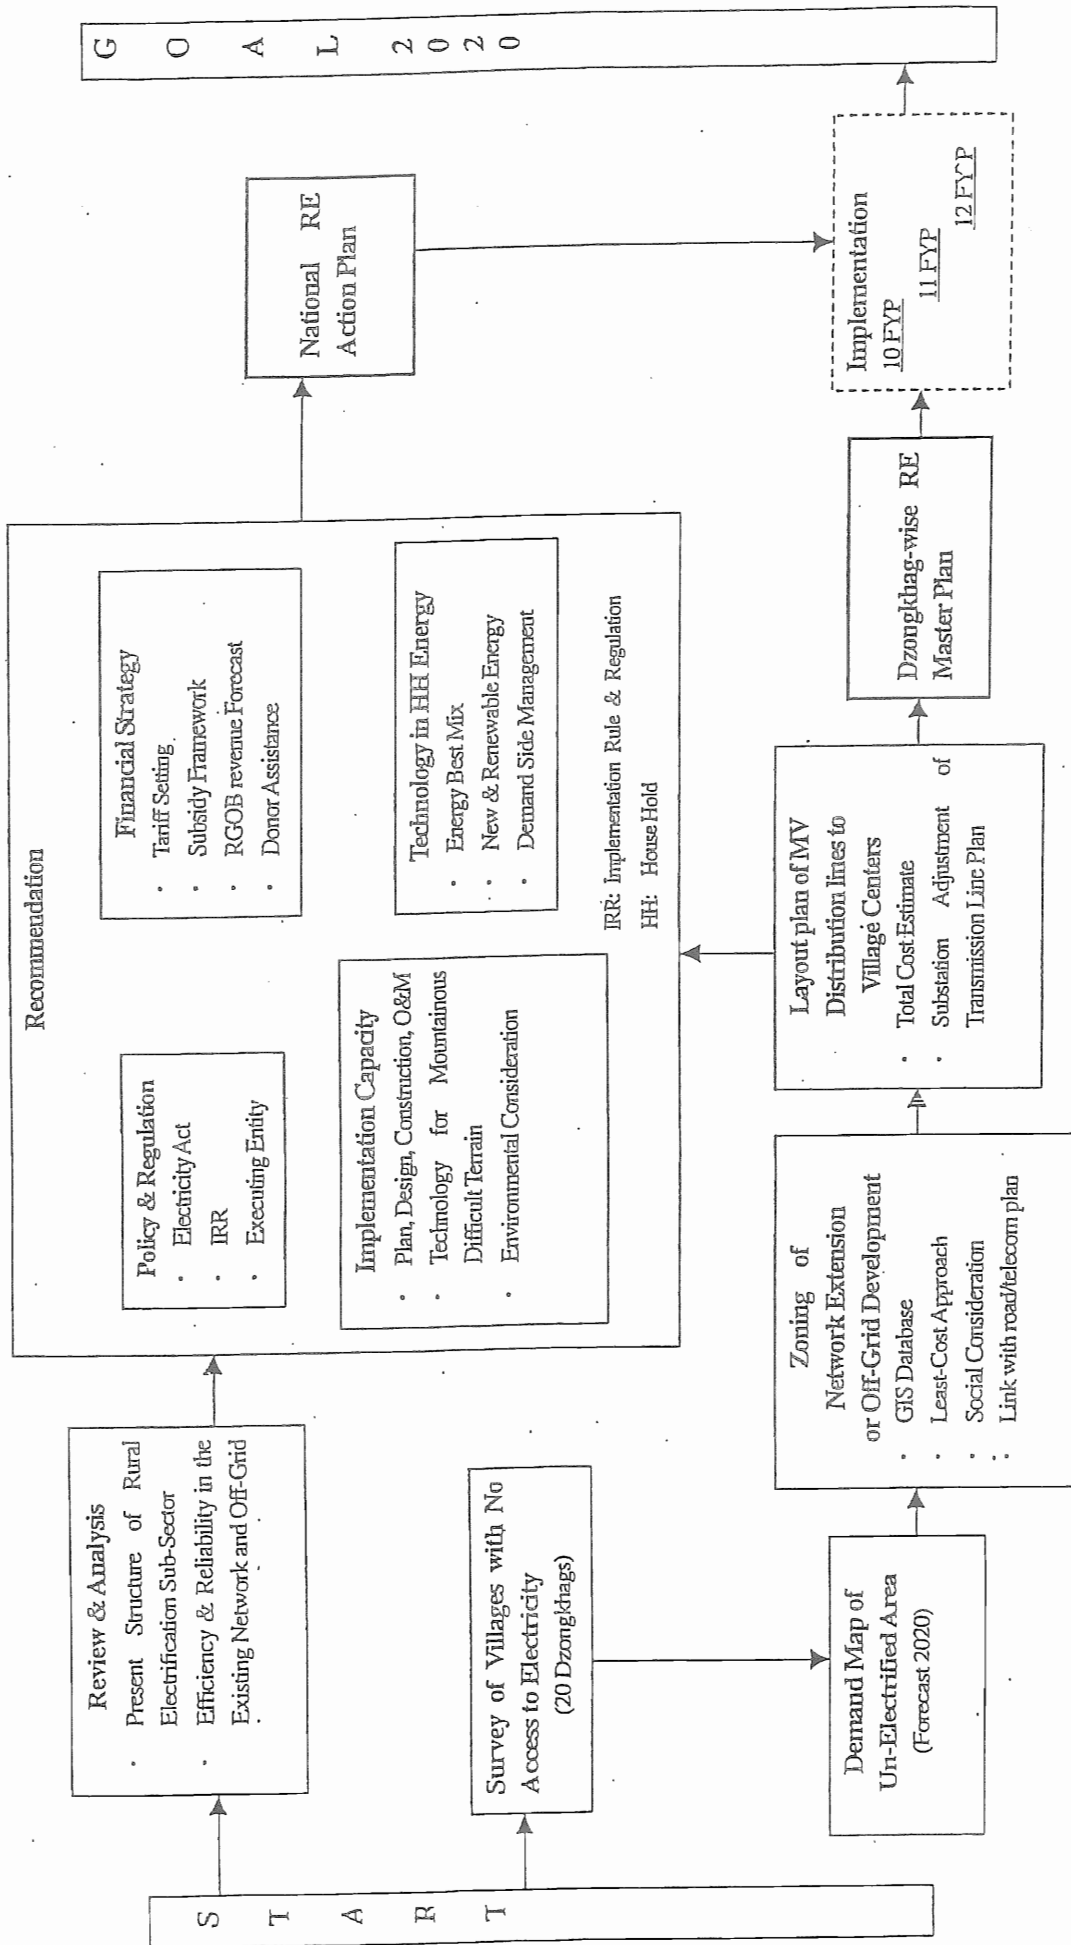 S T A R T
Review & Analysis
· Present Structure of Rural
Electrification Sub-Sector
· Efficiency & Reliability in the
Existing Network and Off-Grid
Survey of Villages with No
Access to Electricity
(20 Dzongkhags)
Demand Map of
Un-Electrified Area
(Forecast 2020)
Recommendation
Policy & Regulation
· Electricity Act
· IRR
· Executing Entity
Financial Strategy
· Tariff Setting
· Subsidy Framework
· RGOB revenue Forecast
· Donor Assistance
Implementation Capacity
· Plan, Design, Construction, O&M
· Technology for Mountainous
Difficult Terrain
· Environmental Consideration
Technology in HH Energy
· Energy Best Mix
· New & Renewable Energy
· Demand Side Management
IRR: Implementation Rule & Regulation
HH: House Hold
Zoning of
Network Extension
or Off-Grid Development
· GIS Database
· Least-Cost Approach
· Social Consideration
· Link with road/telecom plan
Layout plan of MV
Distribution lines to
Village Centers
· Total Cost Estimate
· Substation Adjustment of
Transmission Line Plan
Dzongkhag-wise RE
Master Plan
National RE
Action Plan
Implementation
10 FYP
11 FYP
12 FYP
G O A L 2 0 2 0